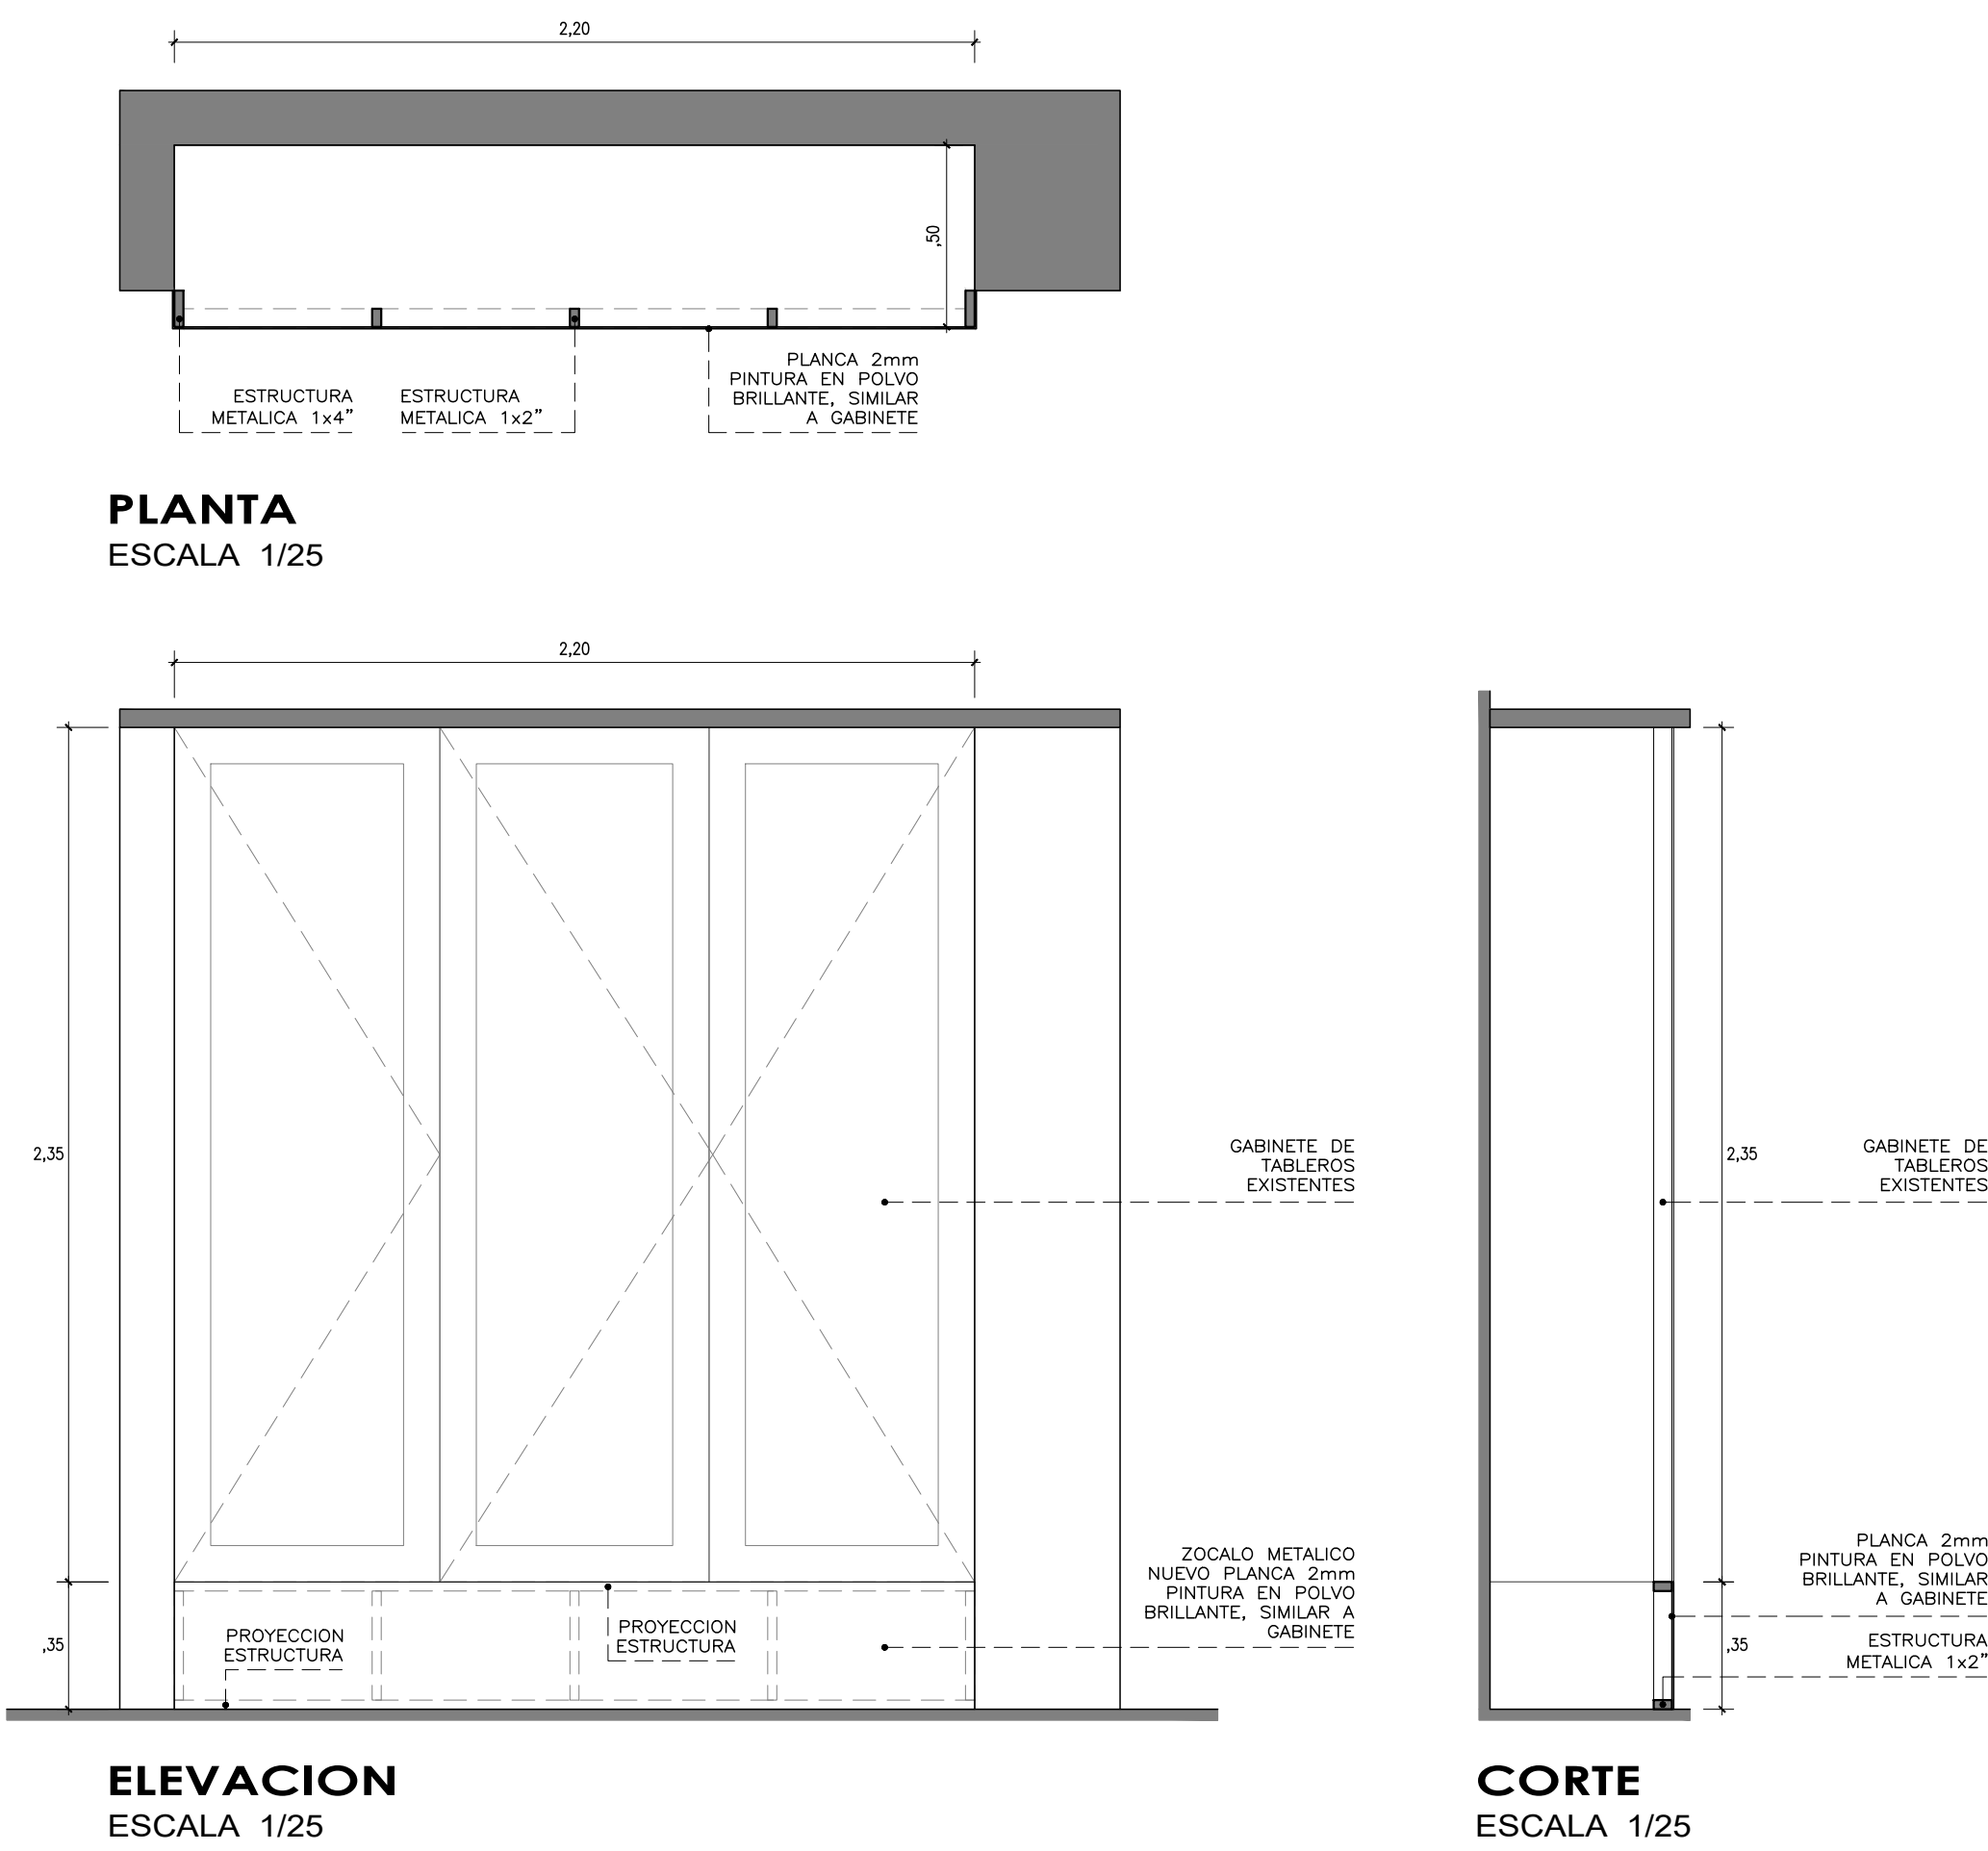 2,20
,50
ESTRUCTURA
METALICA 1x4”
ESTRUCTURA
METALICA 1x2”
PLANCA 2mm
PINTURA EN POLVO
BRILLANTE, SIMILAR
A GABINETE
PLANTA
ESCALA 1/25
2,20
2,35
,35
GABINETE DE
TABLEROS
EXISTENTES
ZOCALO METALICO
NUEVO PLANCA 2mm
PINTURA EN POLVO
BRILLANTE, SIMILAR A
GABINETE
PROYECCION
ESTRUCTURA
PROYECCION
ESTRUCTURA
ELEVACION
ESCALA 1/25
2,35
GABINETE DE
TABLEROS
EXISTENTES
PLANCA 2mm
PINTURA EN POLVO
BRILLANTE, SIMILAR
A GABINETE
,35
ESTRUCTURA
METALICA 1x2”
CORTE
ESCALA 1/25